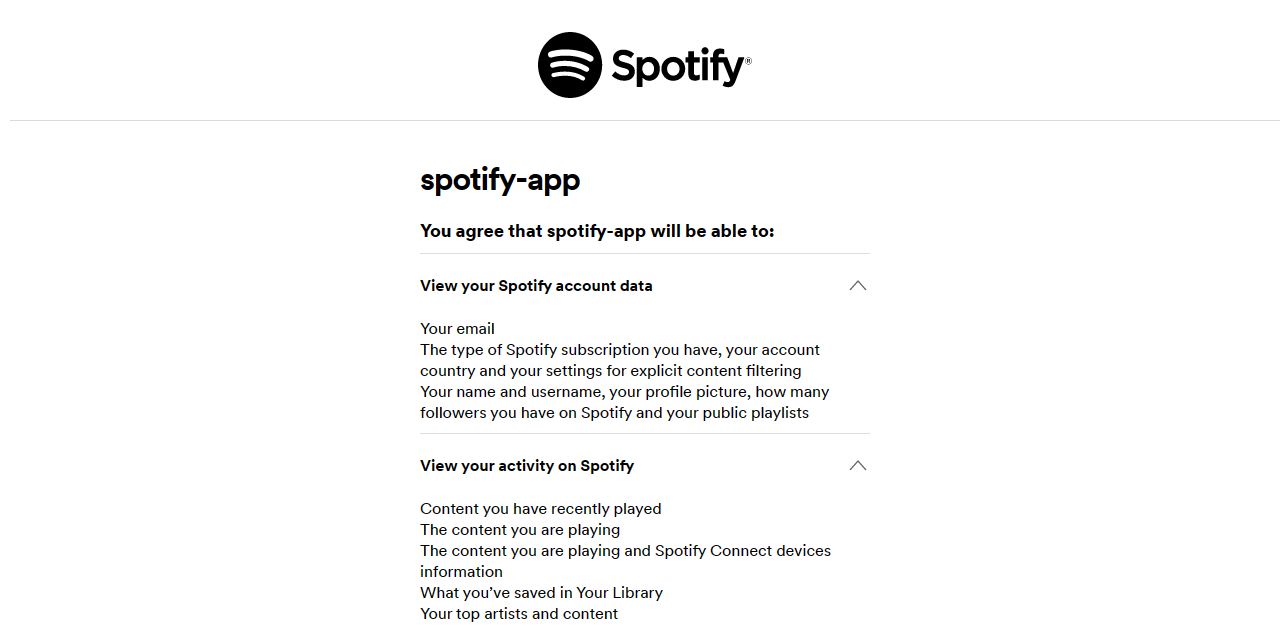 Spotify®
spotify-app
You agree that spotify-app will be able to:
View your Spotify account data
Your email
The type of Spotify subscription you have, your account
country and your settings for explicit content filtering
Your name and username, your profile picture, how many
followers you have on Spotify and your public playlists
View your activity on Spotify
Content you have recently played
The content you are playing
The content you are playing and Spotify Connect devices
information
What you’ve saved in Your Library
Your top artists and content